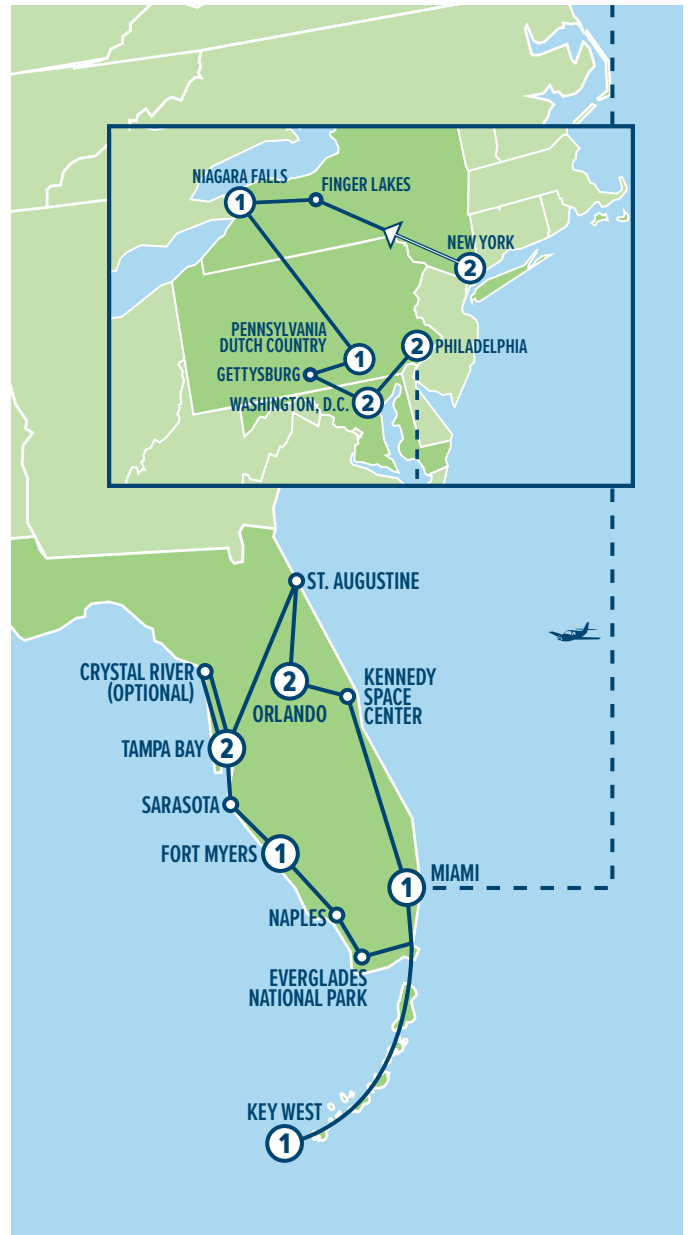 NIAGARA FALLS
1
FINGER LAKES
NEW YORK
2
PENNSYLVANIA
DUTCH COUNTRY
1
2
PHILADELPHIA
GETTYSBURG
WASHINGTON, D.C.
2
ST. AUGUSTINE
CRYSTAL RIVER
(OPTIONAL)
2
ORLANDO
KENNEDY
SPACE
CENTER
TAMPA BAY
2
SARASOTA
FORT MYERS
1
MIAMI
1
NAPLES
EVERGLADES
NATIONAL PARK
KEY WEST
1